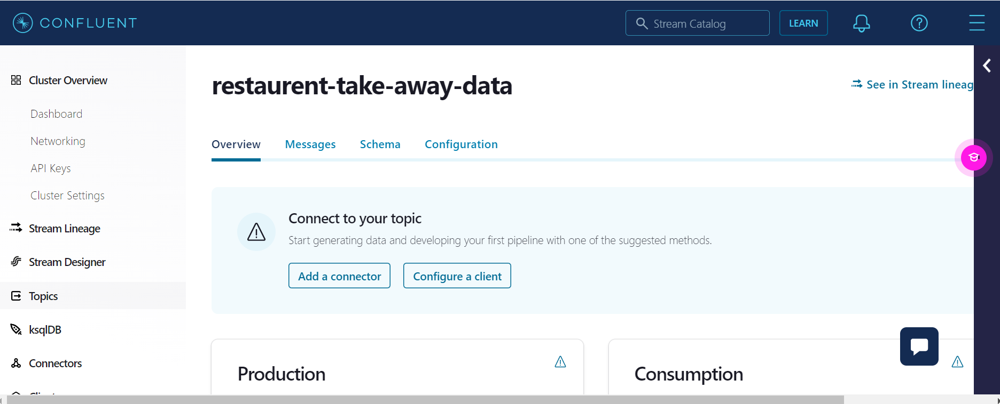 CONFLUENT
Stream Catalog
LEARN
Cluster Overview
Dashboard
Networking
API Keys
Cluster Settings
Stream Lineage
Stream Designer
Topics
ksqlDB
Connectors
restaurent-take-away-data
See in Stream lineag
Overview Messages Schema Configuration
Connect to your topic
Start generating data and developing your first pipeline with one of the suggested methods.
Add a connector Configure a client
Production
Consumption